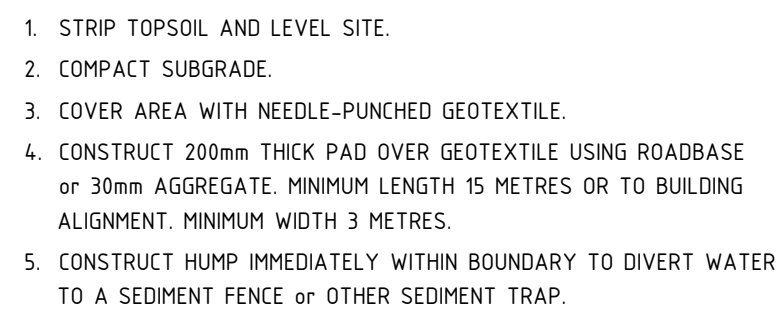 1. STRIP TOPSOIL AND LEVEL SITE.
2. COMPACT SUBGRADE.
3. COVER AREA WITH NEEDLE-PUNCHED GEOTEXTILE.
4. CONSTRUCT 200mm THICK PAD OVER GEOTEXTILE USING ROADBASE
or 30mm AGGREGATE. MINIMUM LENGTH 15 METRES OR TO BUILDING
ALIGNMENT. MINIMUM WIDTH 3 METRES.
5. CONSTRUCT HUMP IMMEDIATELY WITHIN BOUNDARY TO DIVERT WATER
TO A SEDIMENT FENCE or OTHER SEDIMENT TRAP.